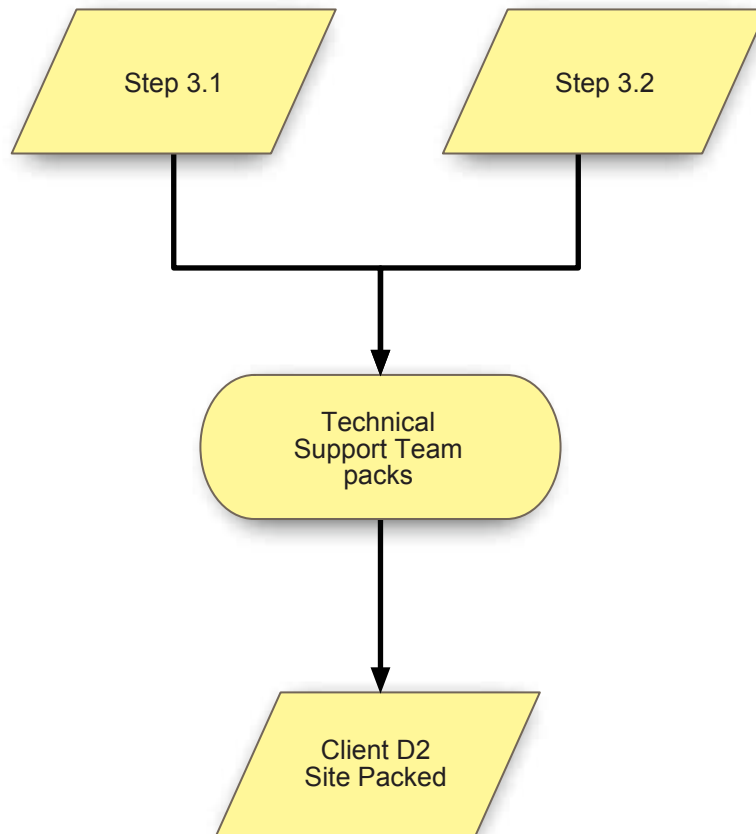 Step 3.1
Step 3.2
Technical
Support Team
packs
Client D2
Site Packed